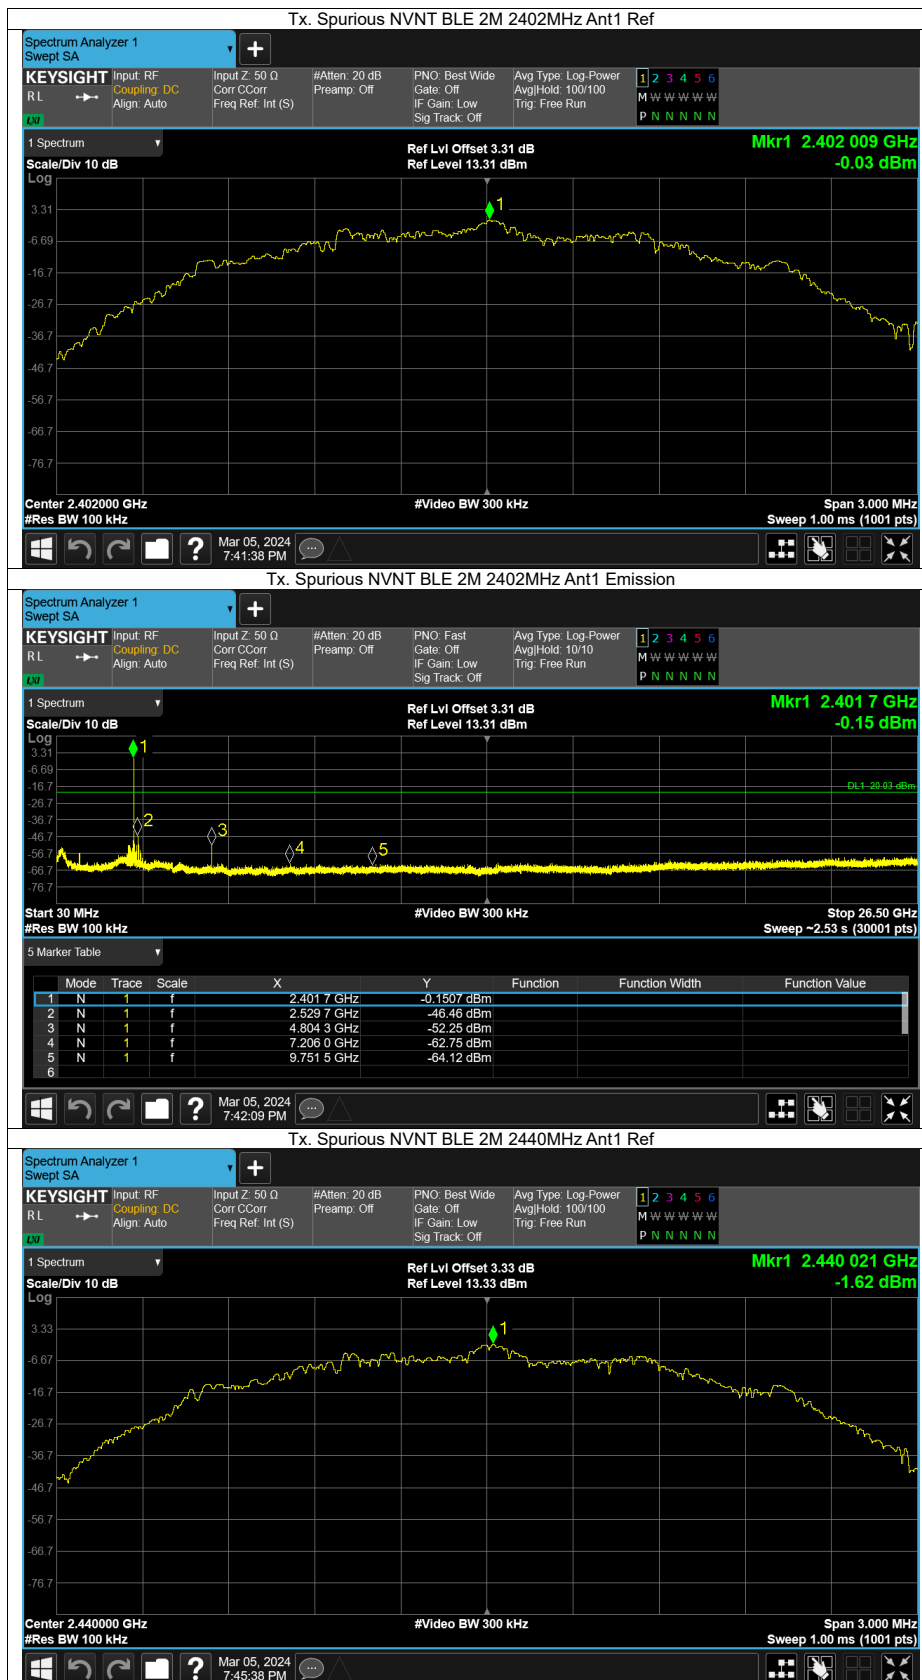 Tx. Spurious NVNT BLE 2M 2402MHz Ant1 Ref
Spectrum Analyzer 1
Swept SA
+
KEYSIGHT Input: RF Input Z: 50 Ω #Atten: 20 dB PNO: Best Wide Avg Type: Log-Power 1 2 3 4 5 6
R L Coupling: DC Corr CCorr Preamp: Off Gate: Off Avg|Hold: 100/100 M W W W W W
Align: Auto Freq Ref: Int (S) IF Gain: Low Trig: Free Run
LXI Sig Track: Off P N N N N N
1 Spectrum
Ref Lvl Offset 3.31 dB Mkr1 2.402 009 GHz
Scale/Div 10 dB Ref Level 13.31 dBm -0.03 dBm
Log
1
3.31
-6.69
-16.7
-26.7
-36.7
-46.7
-56.7
-66.7
-76.7
Center 2.402000 GHz #Video BW 300 kHz Span 3.000 MHz
#Res BW 100 kHz Sweep 1.00 ms (1001 pts)
? Mar 05, 2024
7:41:38 PM
Tx. Spurious NVNT BLE 2M 2402MHz Ant1 Emission
Spectrum Analyzer 1
Swept SA
+
KEYSIGHT Input: RF Input Z: 50 Ω #Atten: 20 dB PNO: Fast Avg Type: Log-Power 1 2 3 4 5 6
R L Coupling: DC Corr CCorr Preamp: Off Gate: Off Avg|Hold: 10/10 M W W W W W
Align: Auto Freq Ref: Int (S) IF Gain: Low Trig: Free Run
LXI Sig Track: Off P N N N N N
1 Spectrum
Ref Lvl Offset 3.31 dB Mkr1 2.401 7 GHz
Scale/Div 10 dB Ref Level 13.31 dBm -0.15 dBm
Log
1
3.31
-6.69
-16.7 DL1 -20.03 dBm
-26.7
-36.7 2
-46.7 3
-56.7 4 5
-66.7
-76.7
Start 30 MHz #Video BW 300 kHz Stop 26.50 GHz
#Res BW 100 kHz Sweep ~2.53 s (30001 pts)
5 Marker Table
Mode Trace Scale X Y Function Function Width Function Value
1 N 1 f 2.401 7 GHz -0.1507 dBm
2 N 1 f 2.529 7 GHz -46.46 dBm
3 N 1 f 4.804 3 GHz -52.25 dBm
4 N 1 f 7.206 0 GHz -62.75 dBm
5 N 1 f 9.751 5 GHz -64.12 dBm
6
? Mar 05, 2024
7:42:09 PM
Tx. Spurious NVNT BLE 2M 2440MHz Ant1 Ref
Spectrum Analyzer 1
Swept SA
+
KEYSIGHT Input: RF Input Z: 50 Ω #Atten: 20 dB PNO: Best Wide Avg Type: Log-Power 1 2 3 4 5 6
R L Coupling: DC Corr CCorr Preamp: Off Gate: Off Avg|Hold: 100/100 M W W W W W
Align: Auto Freq Ref: Int (S) IF Gain: Low Trig: Free Run
LXI Sig Track: Off P N N N N N
1 Spectrum
Ref Lvl Offset 3.33 dB Mkr1 2.440 021 GHz
Scale/Div 10 dB Ref Level 13.33 dBm -1.62 dBm
Log
1
3.33
-6.67
-16.7
-26.7
-36.7
-46.7
-56.7
-66.7
-76.7
Center 2.440000 GHz #Video BW 300 kHz Span 3.000 MHz
#Res BW 100 kHz Sweep 1.00 ms (1001 pts)
? Mar 05, 2024
7:45:38 PM